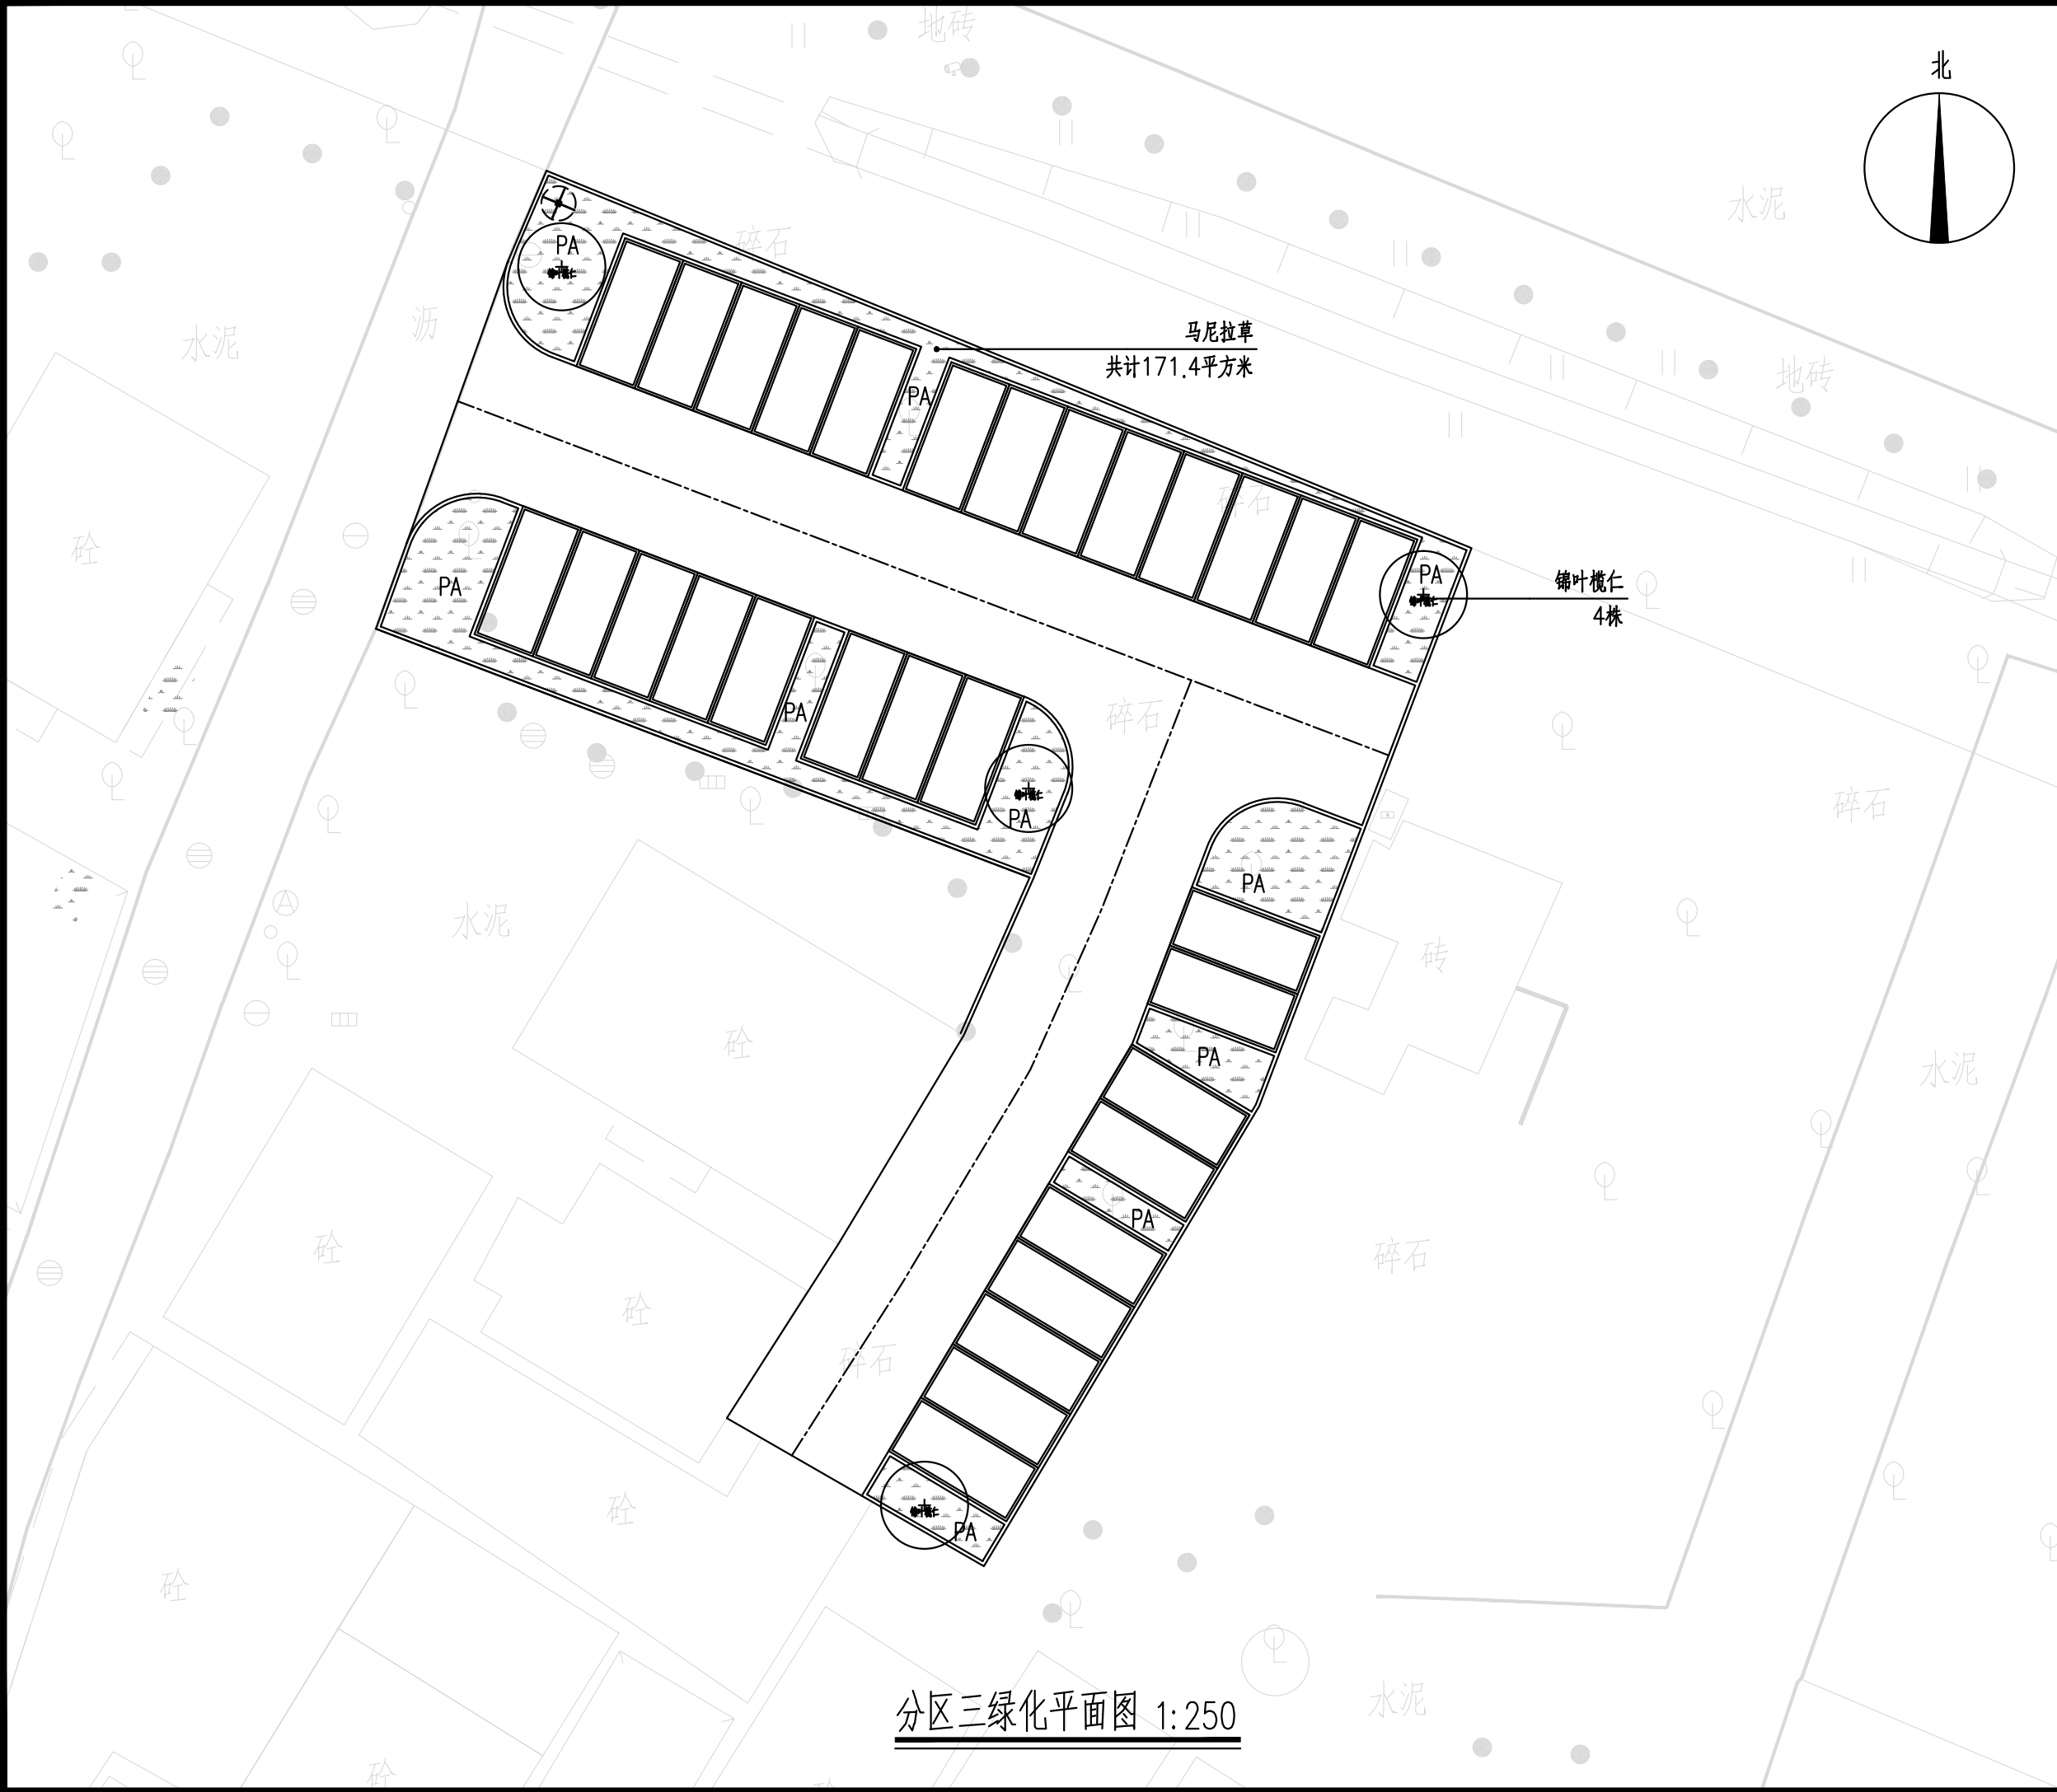 地砖
北
水泥
碎石
PA
水泥
沥
马尼拉草
共计171.4平方米
地砖
PA
碎石
砼
PA
PA
锦叶榄仁
4株
碎石
PA
碎石
PA
PA
水泥
砖
砼
PA
水泥
PA
砼
碎石
砼
碎石
砼
PA
砼
水泥
分区三绿化平面图 1:250
砼